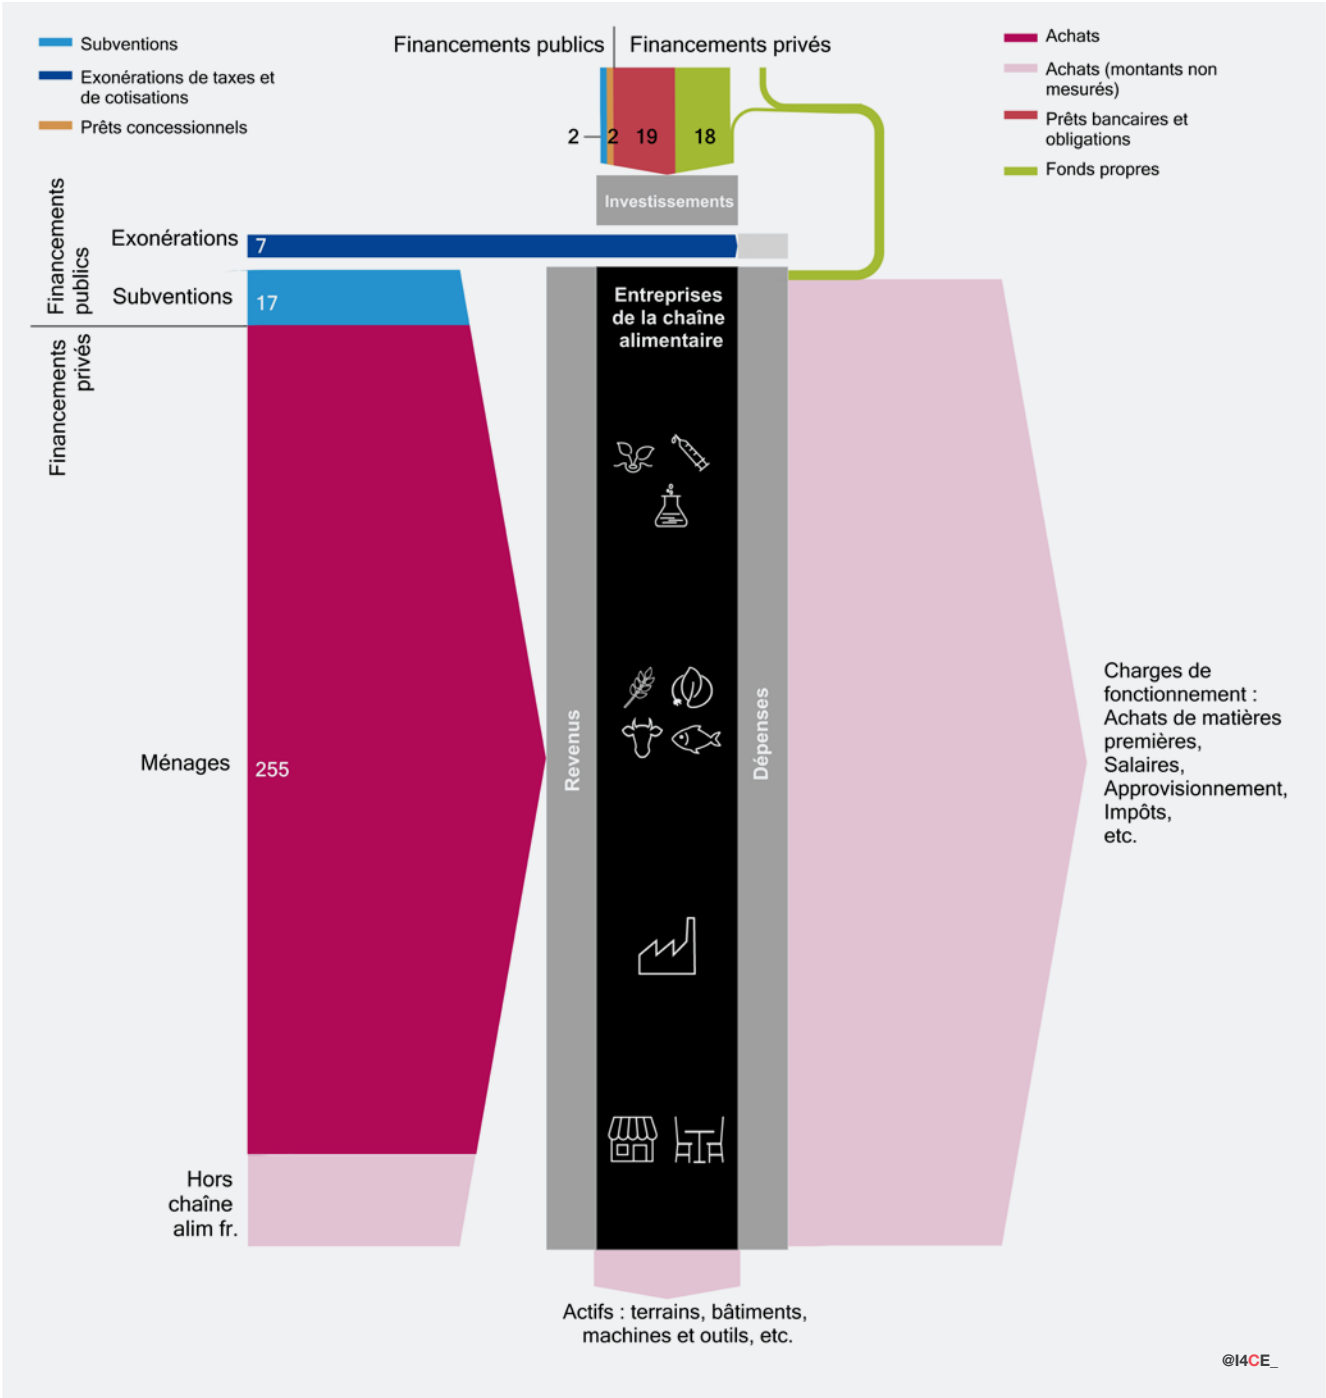 Subventions
Exonérations de taxes et
de cotisations
Prêts concessionnels
Financements publics
Financements privés
Achats
Achats (montants non
mesurés)
Prêts bancaires et
obligations
Fonds propres
2
2
19
18
Investissements
Financements
publics
Exonérations
7
Subventions
17
Financements
privés
Entreprises
de la chaîne
alimentaire
Ménages
255
Revenus
Dépenses
Charges de
fonctionnement :
Achats de matières
premières,
Salaires,
Approvisionnement,
Impôts,
etc.
Hors
chaîne
alim fr.
Actifs : terrains, bâtiments,
machines et outils, etc.
@I4CE_